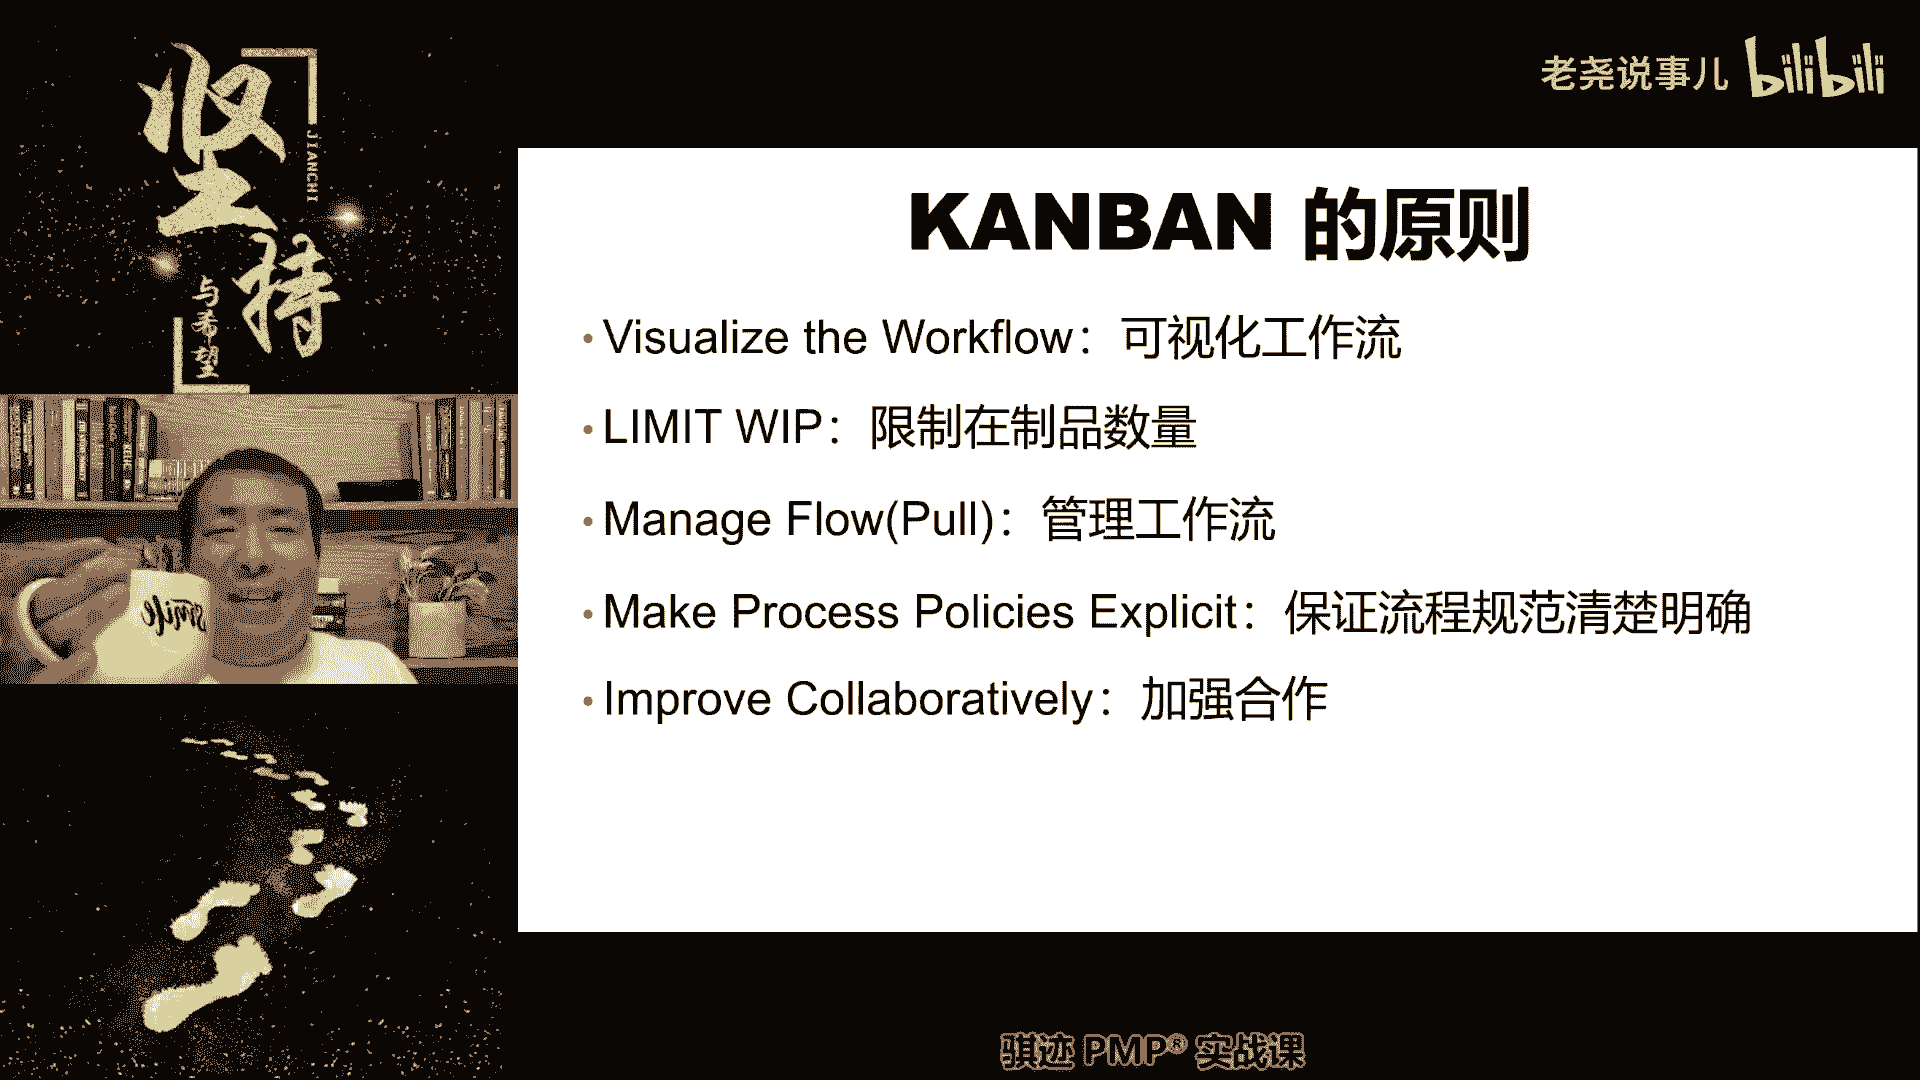 坚持
JIANCHI
与希望
老尧说事儿 bilibili
KANBAN 的原则
• Visualize the Workflow：可视化工作流
• LIMIT WIP：限制在制品数量
• Manage Flow(Pull)：管理工作流
• Make Process Policies Explicit：保证流程规范清楚明确
• Improve Collaboratively：加强合作
Smile
骐迹 PMP® 实战课